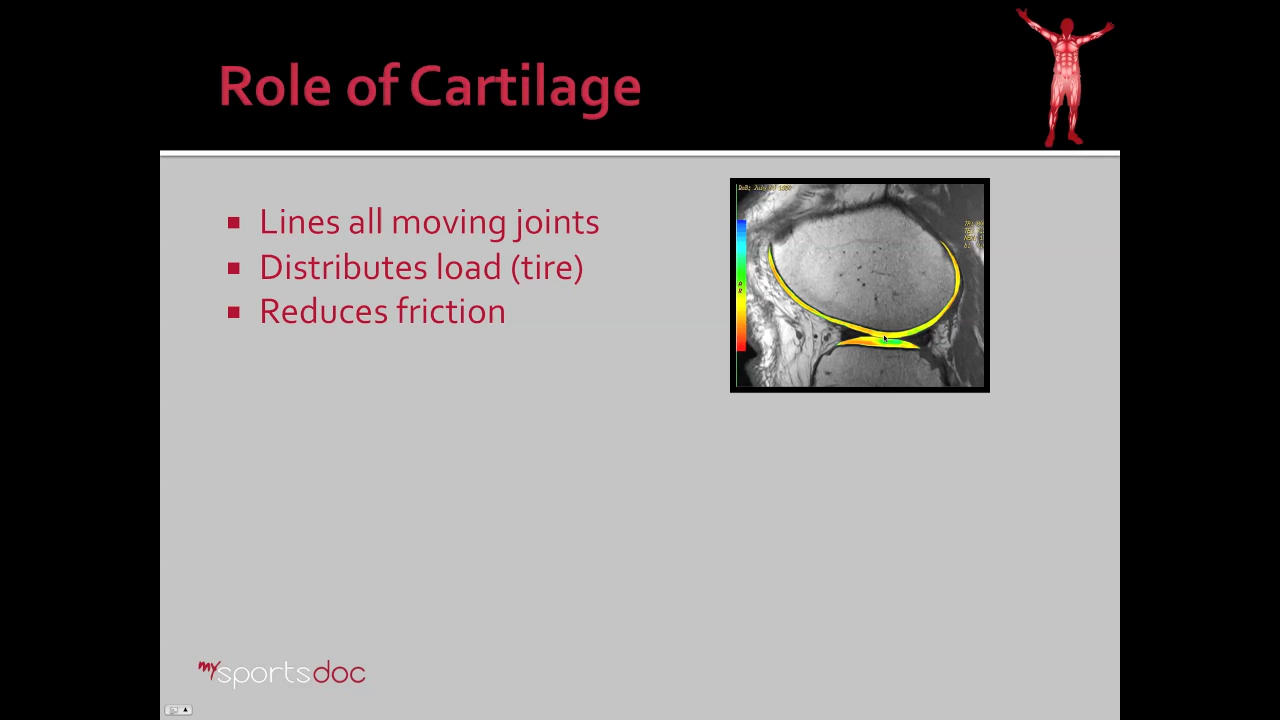 Role of Cartilage
Lines all moving joints
Distributes load (tire)
Reduces friction
mysportsdoc